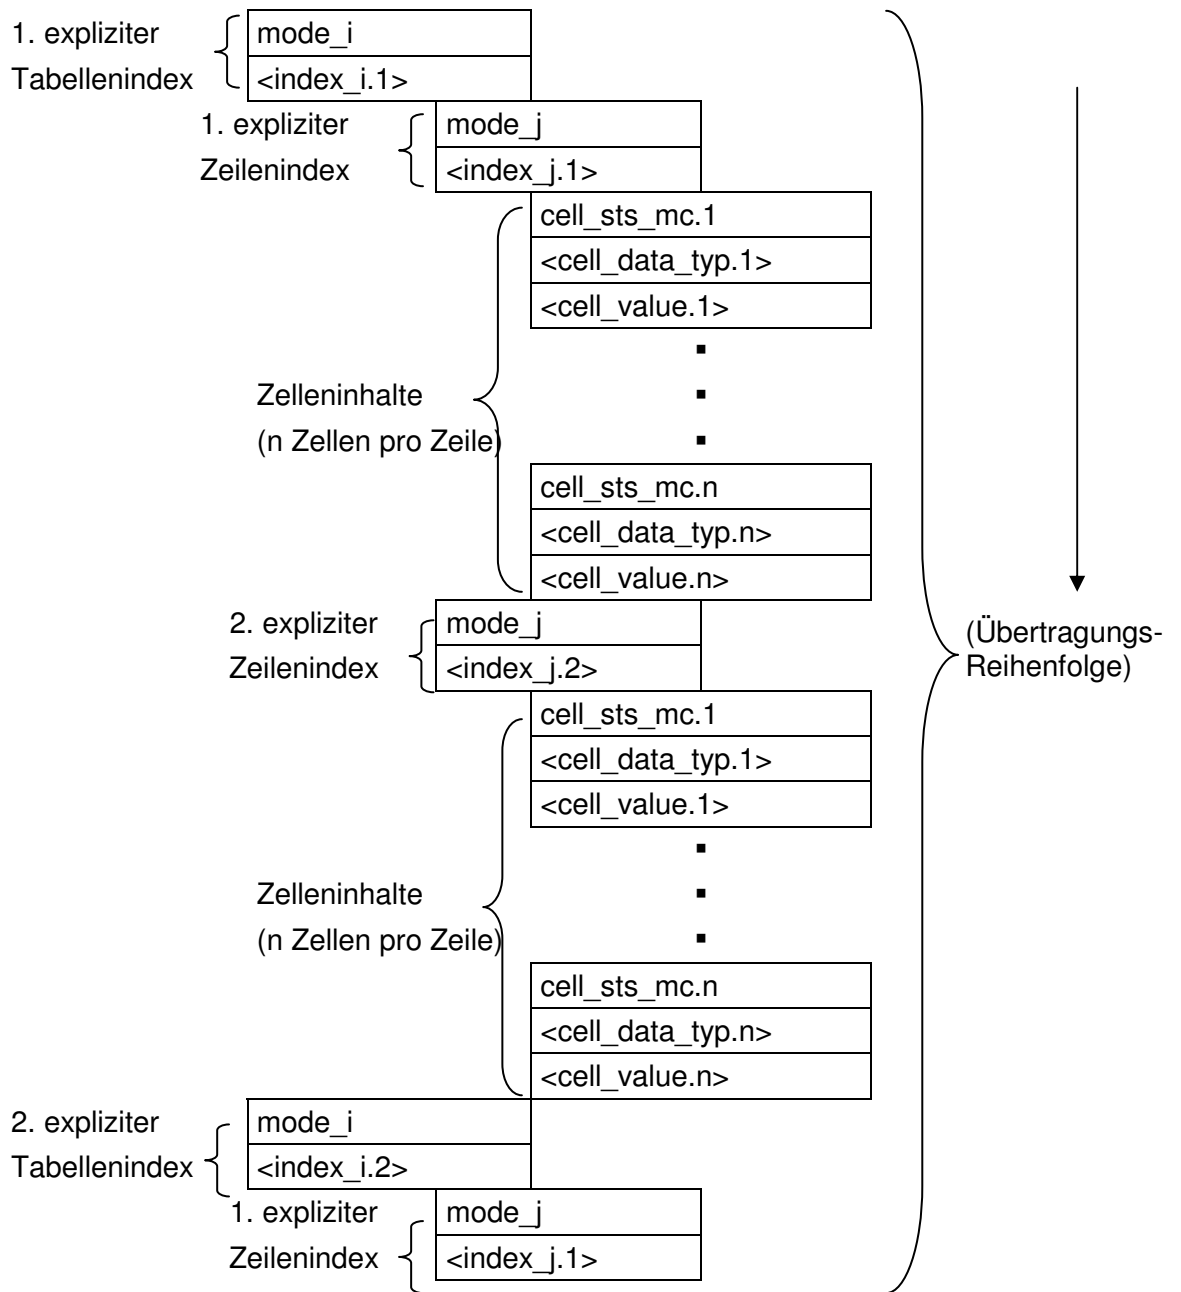 1. expliziter
Tabellenindex
mode_i
<index_i.1>
1. expliziter
Zeilenindex
mode_j
<index_j.1>
cell_sts_mc.1
<cell_data_typ.1>
<cell_value.1>
Zelleninhalte
(n Zellen pro Zeile)
cell_sts_mc.n
<cell_data_typ.n>
<cell_value.n>
2. expliziter
Zeilenindex
mode_j
<index_j.2>
(Übertragungs-
Reihenfolge)
cell_sts_mc.1
<cell_data_typ.1>
<cell_value.1>
Zelleninhalte
(n Zellen pro Zeile)
cell_sts_mc.n
<cell_data_typ.n>
<cell_value.n>
2. expliziter
Tabellenindex
mode_i
<index_i.2>
1. expliziter
Zeilenindex
mode_j
<index_j.1>